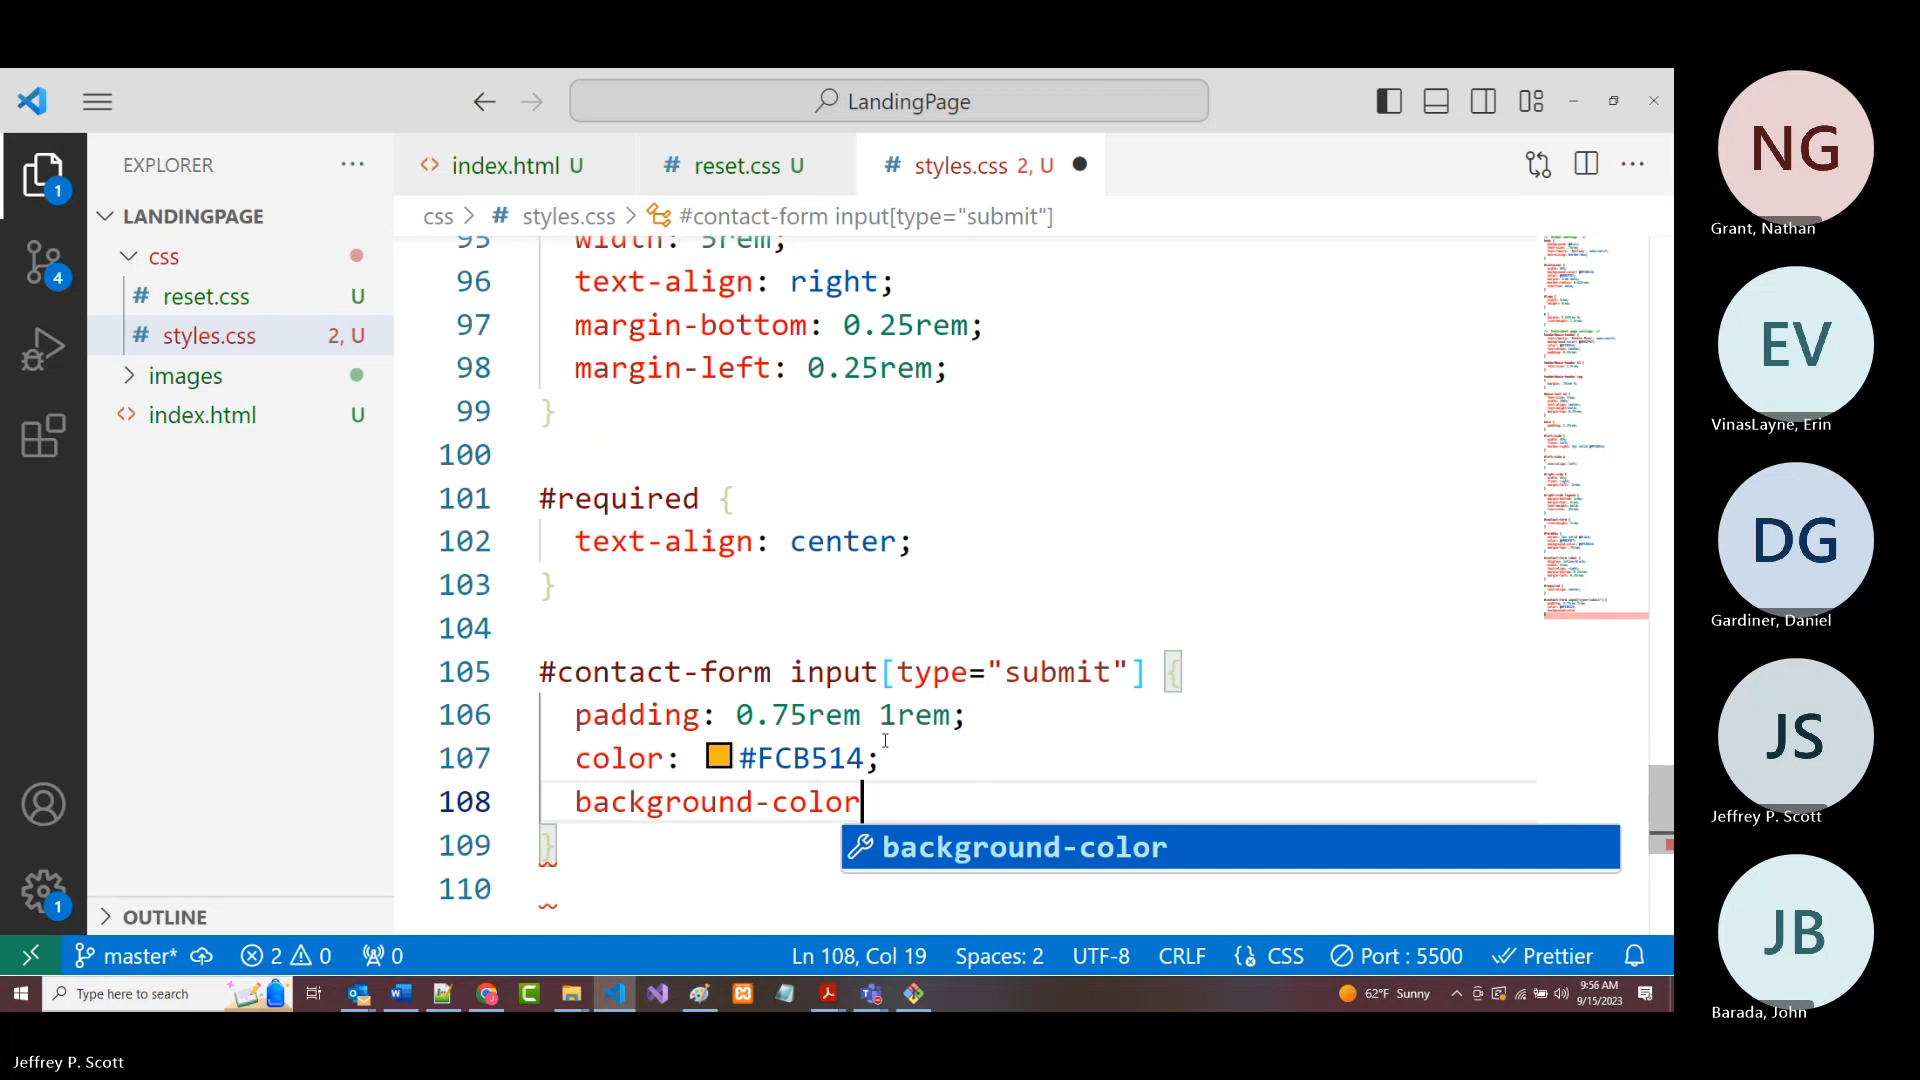 LandingPage
EXPLORER
index.html U
reset.css U
styles.css 2, U
LANDINGPAGE
css > # styles.css > #contact-form input[type="submit"]
css
# reset.css U
# styles.css 2, U
images
index.html U
OUTLINE
95 width: 5rem;
96 text-align: right;
97 margin-bottom: 0.25rem;
98 margin-left: 0.25rem;
99 }
100
101 #required {
102 text-align: center;
103 }
104
105 #contact-form input[type="submit"] {
106 padding: 0.75rem 1rem;
107 color: #FCB514;
108 background-color
109 }
background-color
110
1
4
1
master* 2 0 0 Ln 108, Col 19 Spaces: 2 UTF-8 CRLF CSS Port : 5500 Prettier
Type here to search
62°F Sunny
9:56 AM
9/15/2023
NG
Grant, Nathan
EV
VinasLayne, Erin
DG
Gardiner, Daniel
JS
Jeffrey P. Scott
JB
Barada, John
Jeffrey P. Scott